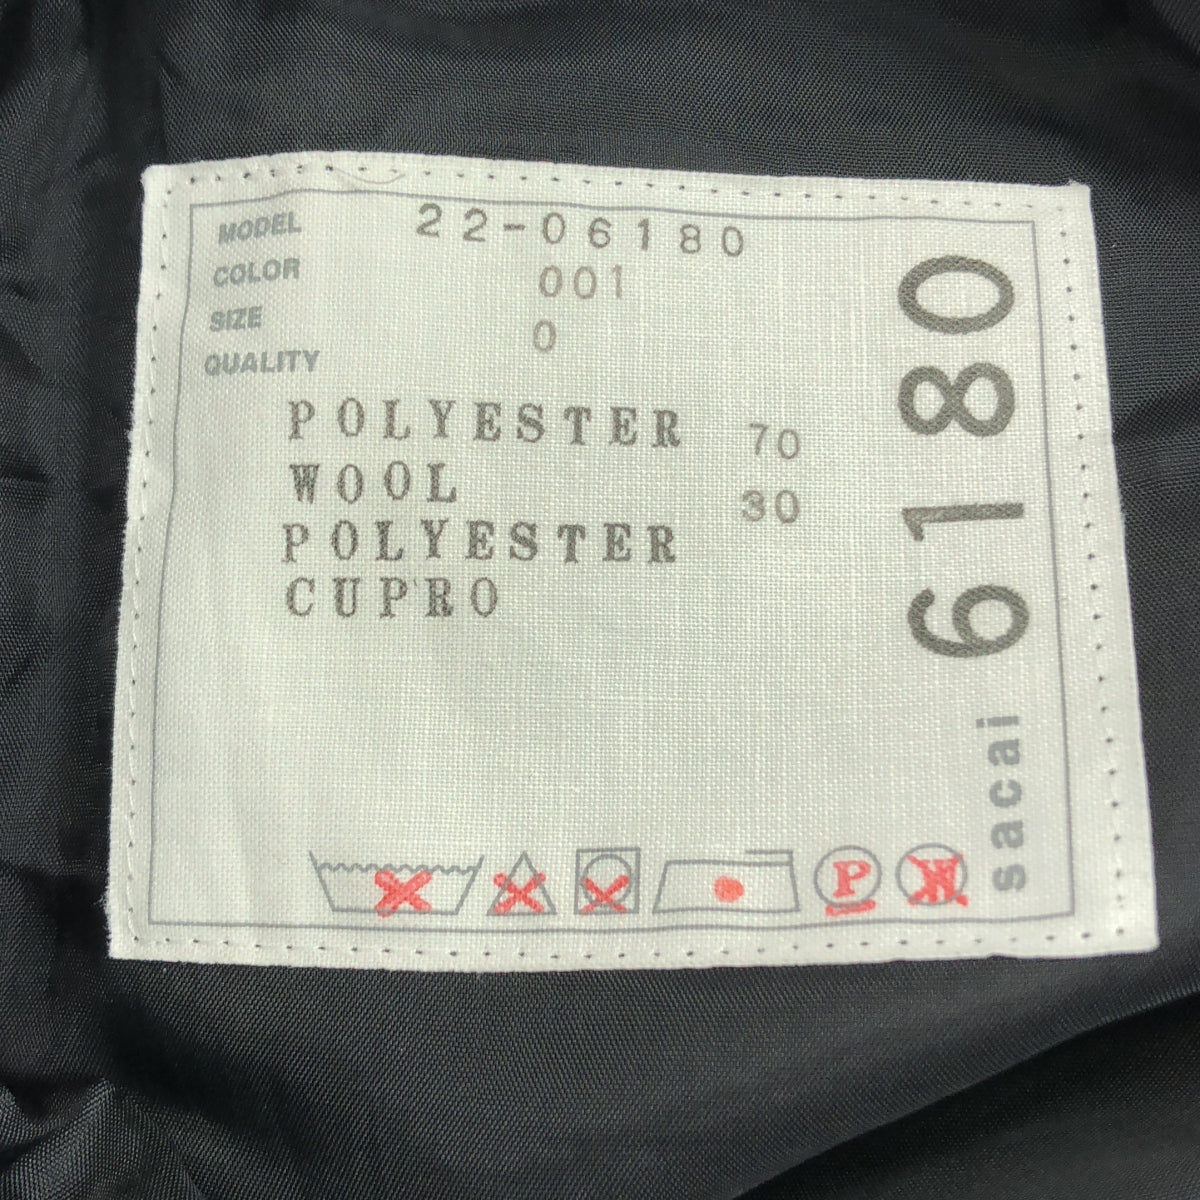 MODEL 22-06180
COLOR 001
SIZE 0
QUALITY
POLYESTER 70
WOOL 30
POLYESTER
CUPRO
P W
sacai 6180